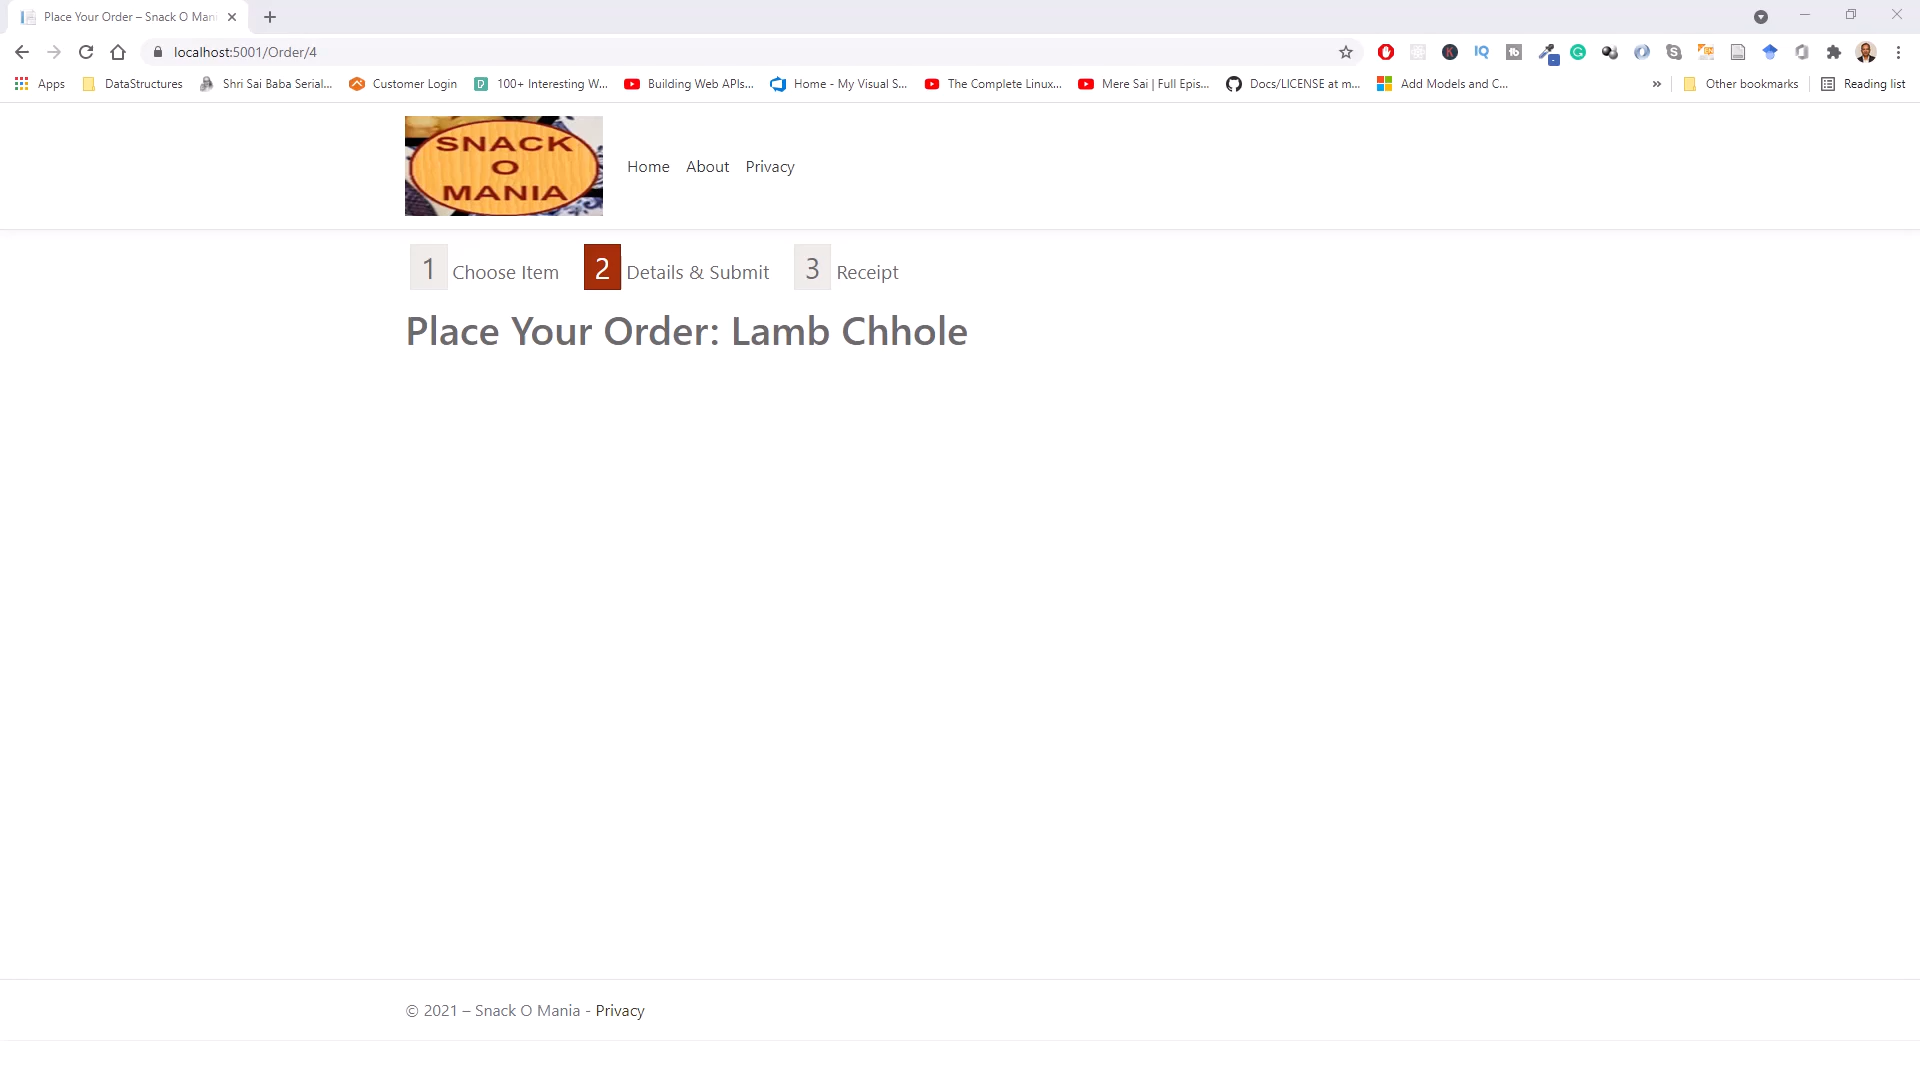 Place Your Order – Snack O Mani
localhost:5001/Order/4
Apps DataStructures Shri Sai Baba Serial... Customer Login 100+ Interesting W... Building Web APIs... Home - My Visual S... The Complete Linux... Mere Sai | Full Epis... Docs/LICENSE at m... Add Models and C... » Other bookmarks Reading list
SNACK
O
MANIA
Home About Privacy
1 Choose Item 2 Details & Submit 3 Receipt
Place Your Order: Lamb Chhole
© 2021 – Snack O Mania - Privacy